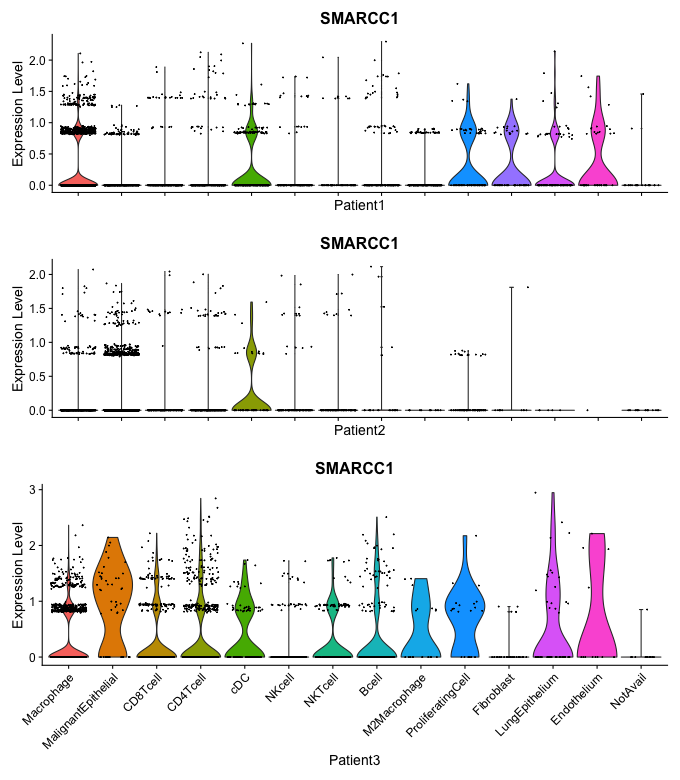 SMARCC1
Expression Level
2.0
1.5
1.0
0.5
0.0
Patient1
SMARCC1
Expression Level
2.0
1.5
1.0
0.5
0.0
Patient2
SMARCC1
Expression Level
3
2
1
0
Macrophage
MalignantEpithelial
CD8Tcell
CD4Tcell
cDC
NKcell
NKTcell
Bcell
M2Macrophage
ProliferatingCell
Fibroblast
LungEpithelium
Endothelium
NotAvail
Patient3